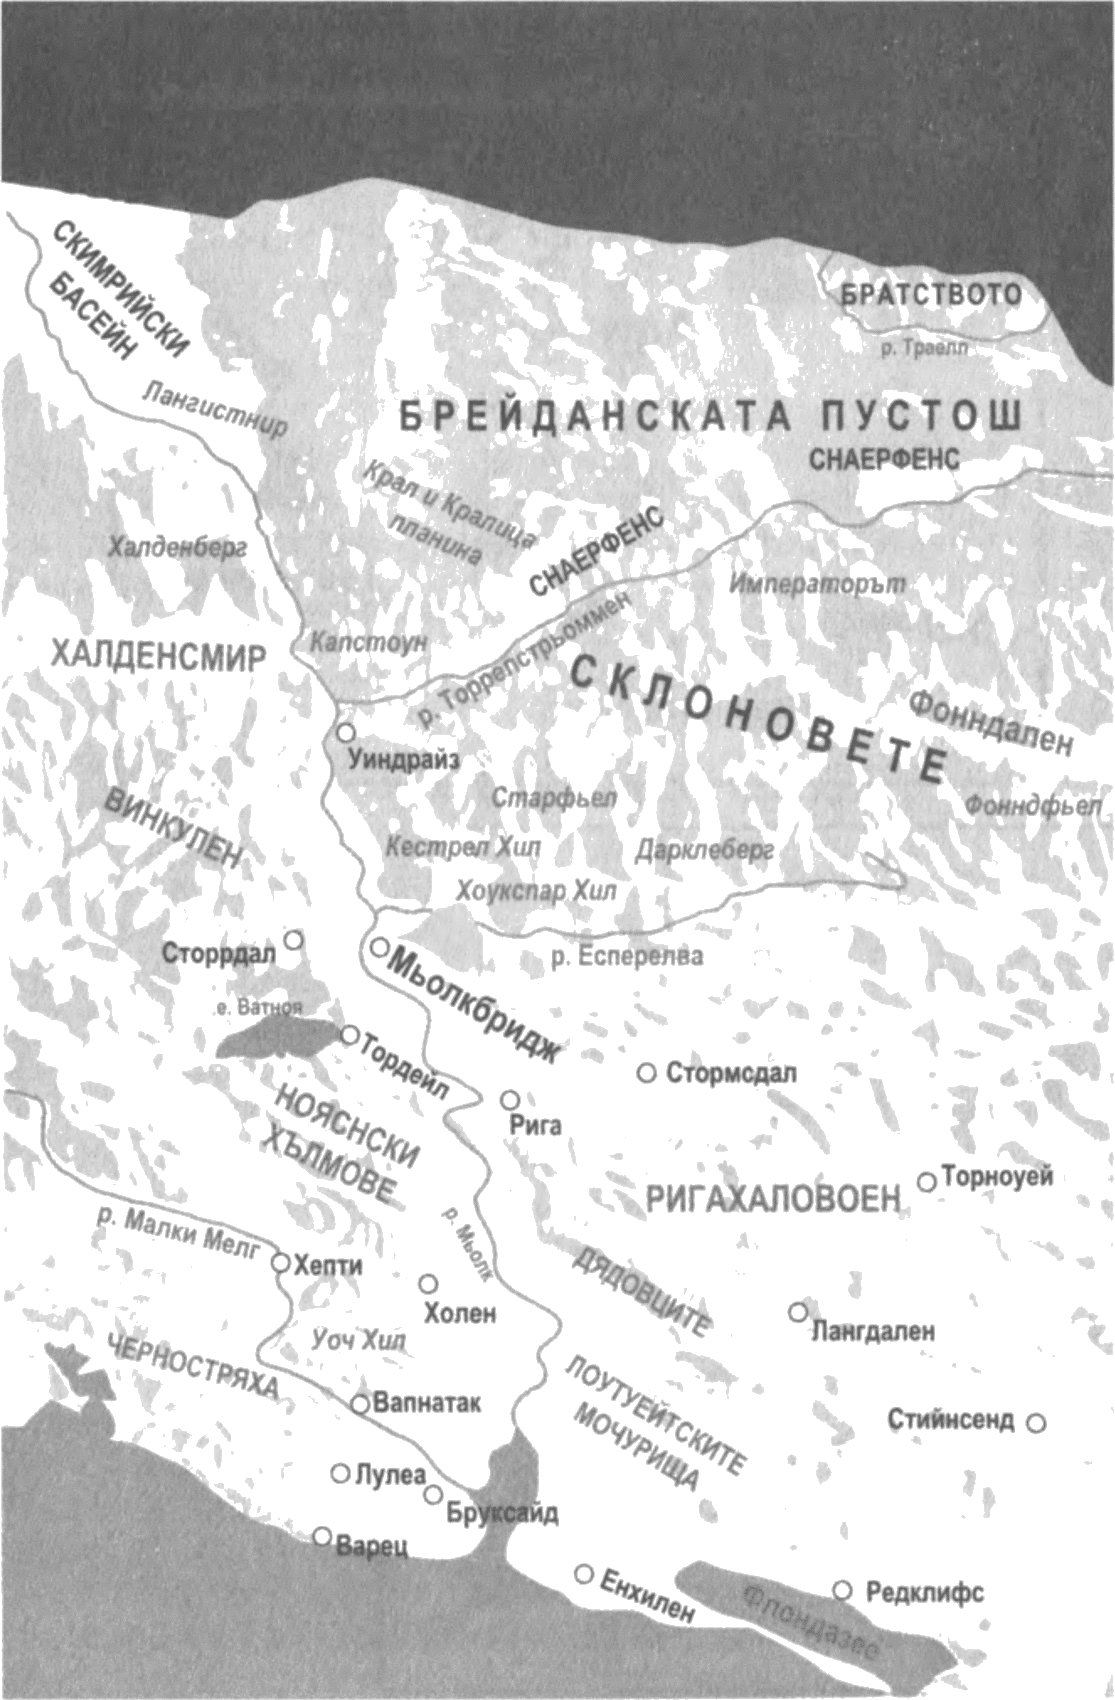 СКИМРИЙСКИ
БАСЕЙН
БРАТСТВОТО
р. Траелл
Лангистнир
БРЕЙДАНСКАТА ПУСТОШ
СНАЕРФЕНС
Крал и Кралица
планина
СНАЕРФЕНС
Халденберг
Императорът
Капстоун
ХАЛДЕНСМИР
р. Торрепстрьоммен
СКЛОНОВЕТЕ
Фонндален
Уиндрайз
Старфьел
Фонндфьел
ВИНКУЛЕН
Кестрел Хил
Дарклеберг
Хоукспар Хил
Сторрдал
Мьолкбридж
р. Есперелва
е. Ватноя
Тордейл
Стормсдал
НОЯСНСКИ
ХЪЛМОВЕ
Рига
Торноуей
РИГАХАЛОВОЕН
р. Малки Мелг
р. Мьолк
Хепти
ДЯДОВЦИТЕ
Холен
Лангдален
Уоч Хил
ЧЕРНОСТРЯХА
ЛОУТУЕЙТСКИТЕ
МОЧУРИЩА
Вапнатак
Стийнсенд
Лулеа
Бруксайд
Варец
Енхилен
Редклифс
Флондазее